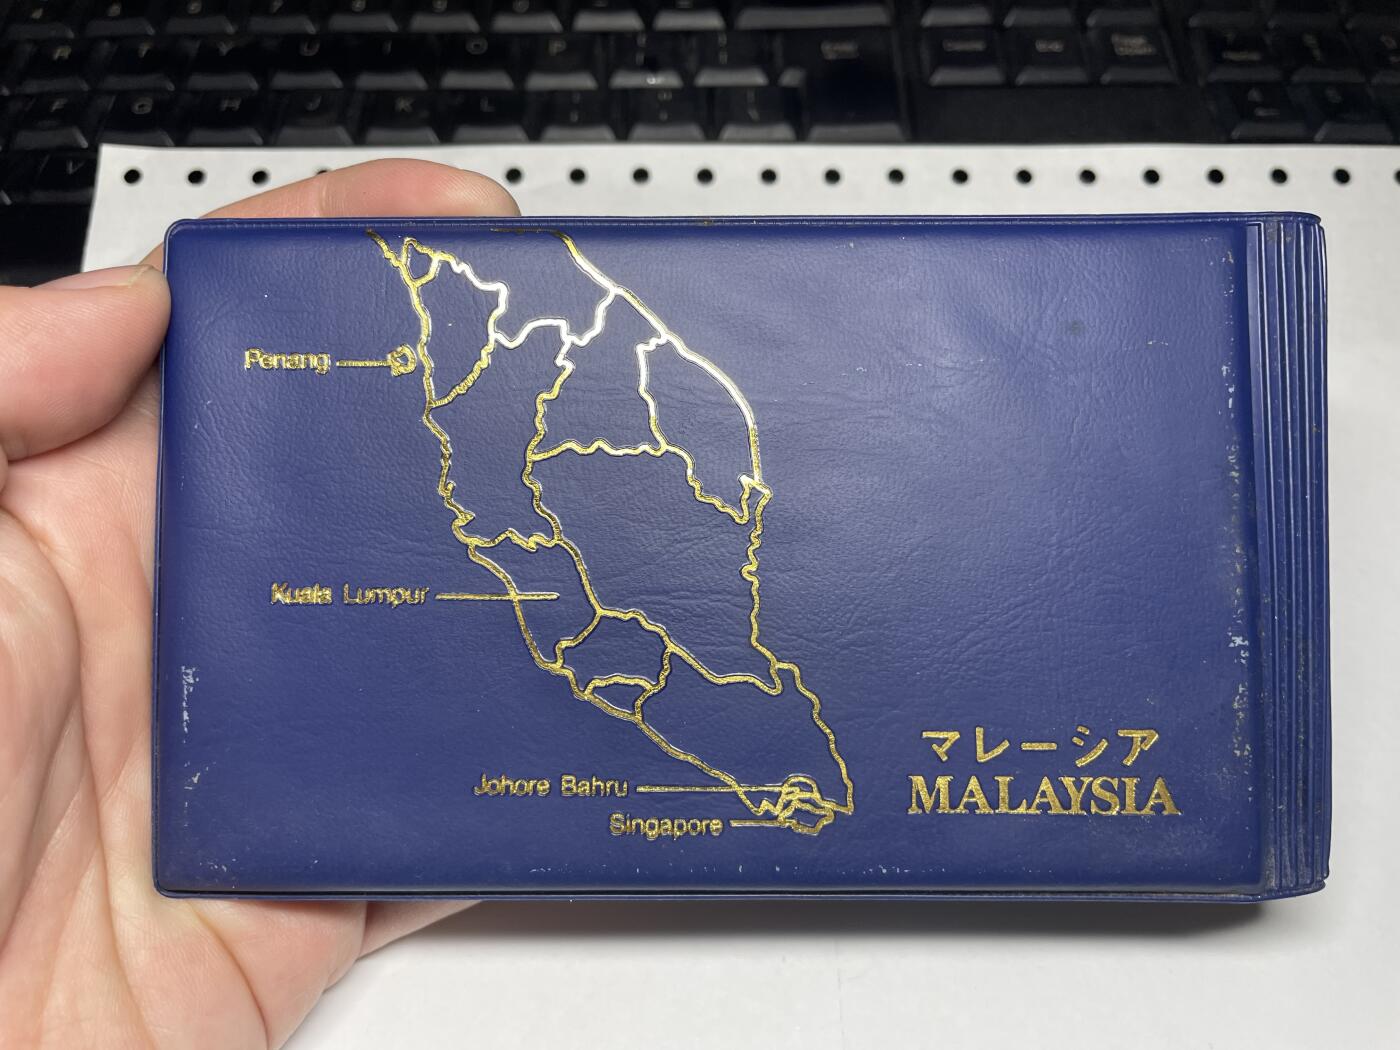 Penang
Kuala Lumpur
Johore Bahru
Singapore
マレーシア
MALAYSIA
R T Y U I O P
F G H J K L